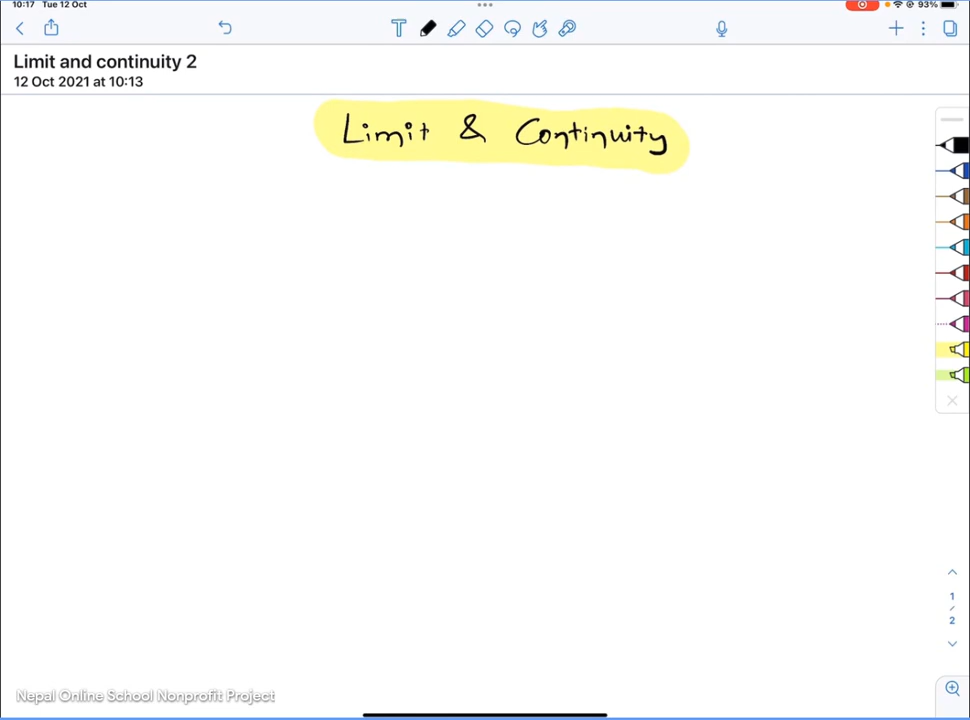 10:17 Tue 12 Oct 93%
Limit and continuity 2
12 Oct 2021 at 10:13
Limit & Continuity
1
2
Nepal Online School Nonprofit Project